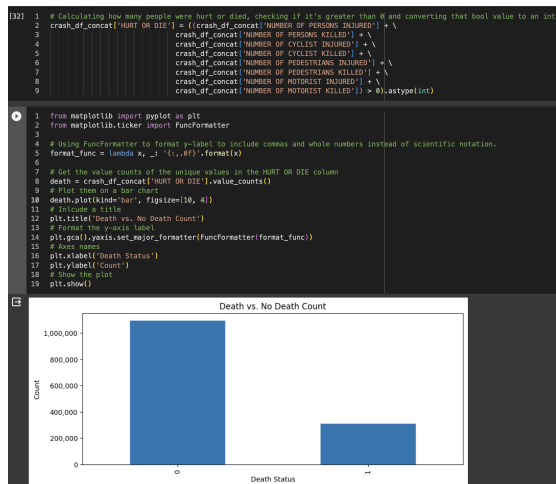 [32] 1 # Calculating how many people were hurt or died, checking if it's greater than 0 and converting that bool value to an int
2 crash_df_concat['HURT OR DIE'] = ((crash_df_concat['NUMBER OF PERSONS INJURED'] + \
3 crash_df_concat['NUMBER OF PERSONS KILLED'] + \
4 crash_df_concat['NUMBER OF CYCLIST INJURED'] + \
5 crash_df_concat['NUMBER OF CYCLIST KILLED'] + \
6 crash_df_concat['NUMBER OF PEDESTRIANS INJURED'] + \
7 crash_df_concat['NUMBER OF PEDESTRIANS KILLED'] + \
8 crash_df_concat['NUMBER OF MOTORIST INJURED'] + \
9 crash_df_concat['NUMBER OF MOTORIST KILLED']) > 0).astype(int)
1 from matplotlib import pyplot as plt
2 from matplotlib.ticker import FuncFormatter
3
4 # Using FuncFormatter to format y-label to include commas and whole numbers instead of scientific notation.
5 format_func = lambda x, _: '{:,.0f}'.format(x)
6
7 # Get the value counts of the unique values in the HURT OR DIE column
8 death = crash_df_concat['HURT OR DIE'].value_counts()
9 # Plot them on a bar chart
10 death.plot(kind='bar', figsize=[10, 4])
11 # Inlcude a title
12 plt.title('Death vs. No Death Count')
13 # Format the y-axis label
14 plt.gca().yaxis.set_major_formatter(FuncFormatter(format_func))
15 # Axes names
16 plt.xlabel('Death Status')
17 plt.ylabel('Count')
18 # Show the plot
19 plt.show()
Death vs. No Death Count
1,000,000
800,000
600,000
400,000
200,000
0
Count
0
1
Death Status